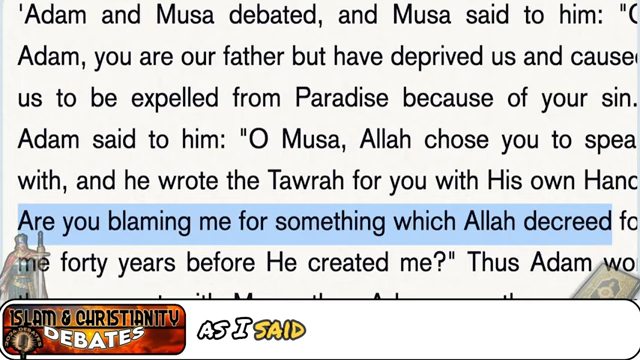 'Adam and Musa debated, and Musa said to him: "O
Adam, you are our father but have deprived us and cause
us to be expelled from Paradise because of your sin.
Adam said to him: "O Musa, Allah chose you to spea
with, and he wrote the Tawrah for you with His own Hand
Are you blaming me for something which Allah decreed fo
me forty years before He created me?" Thus Adam wo
ISLAM & CHRISTIANITY
DEBATES
AS I SAID